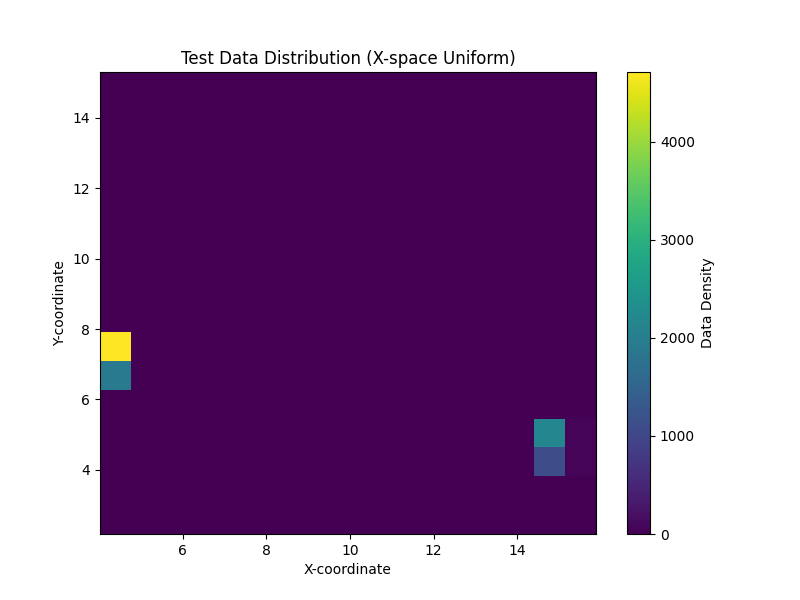 Test Data Distribution (X-space Uniform)
14
12
10
8
6
4
Y-coordinate
6 8 10 12 14
X-coordinate
4000
3000
2000
1000
0
Data Density